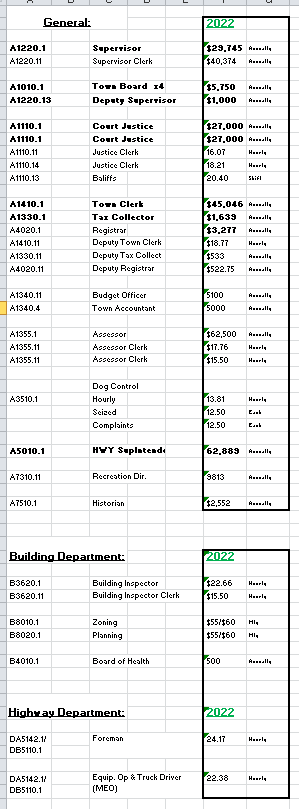 General: 2022
A1220.1 Supervisor $29,745 Annually
A1220.11 Supervisor Clerk $40,374 Annually
A1010.1 Town Board x4 $5,750 Annually
A1220.13 Deputy Supervisor $1,000 Annually
A1110.1 Court Justice $27,000 Annually
A1110.1 Court Justice $27,000 Annually
A1110.11 Justice Clerk 16.07 Hourly
A1110.14 Justice Clerk 18.21 Hourly
A1110.13 Baliffs 20.40 Shift
A1410.1 Town Clerk $45,046 Annually
A1330.1 Tax Collector $1,639 Annually
A4020.1 Registrar $3,277 Annually
A1410.11 Deputy Town Clerk $18.77 Hourly
A1330.11 Deputy Tax Collect $533 Annually
A4020.11 Deputy Registrar $522.75 Annually
A1340.11 Budget Officer 5100 Annually
A1340.4 Town Accountant 5000 Annually
A1355.1 Assessor $62,500 Annually
A1355.11 Assessor Clerk $17.76 Hourly
A1355.11 Assessor Clerk $15.50 Hourly
Dog Control
A3510.1 Hourly 13.81 Hourly
Seized 12.50 Each
Complaints 12.50 Each
A5010.1 HWY Suptende 62,889 Annually
A7310.11 Recreation Dir. 9813 Annually
A7510.1 Historian $2,552 Annually
Building Department: 2022
B3620.1 Building Inspector $22.66 Hourly
B3620.11 Building Inspector Clerk $15.50 Hourly
B8010.1 Zoning $55/$60 Mtg
B8020.1 Planning $55/$60 Mtg
B4010.1 Board of Health 500 Annually
Highway Department: 2022
DA5142.1/ Foreman 24.17 Hourly
DB5110.1
DA5142.1/ Equip. Op & Truck Driver 22.38 Hourly
DB5110.1 (MEO)